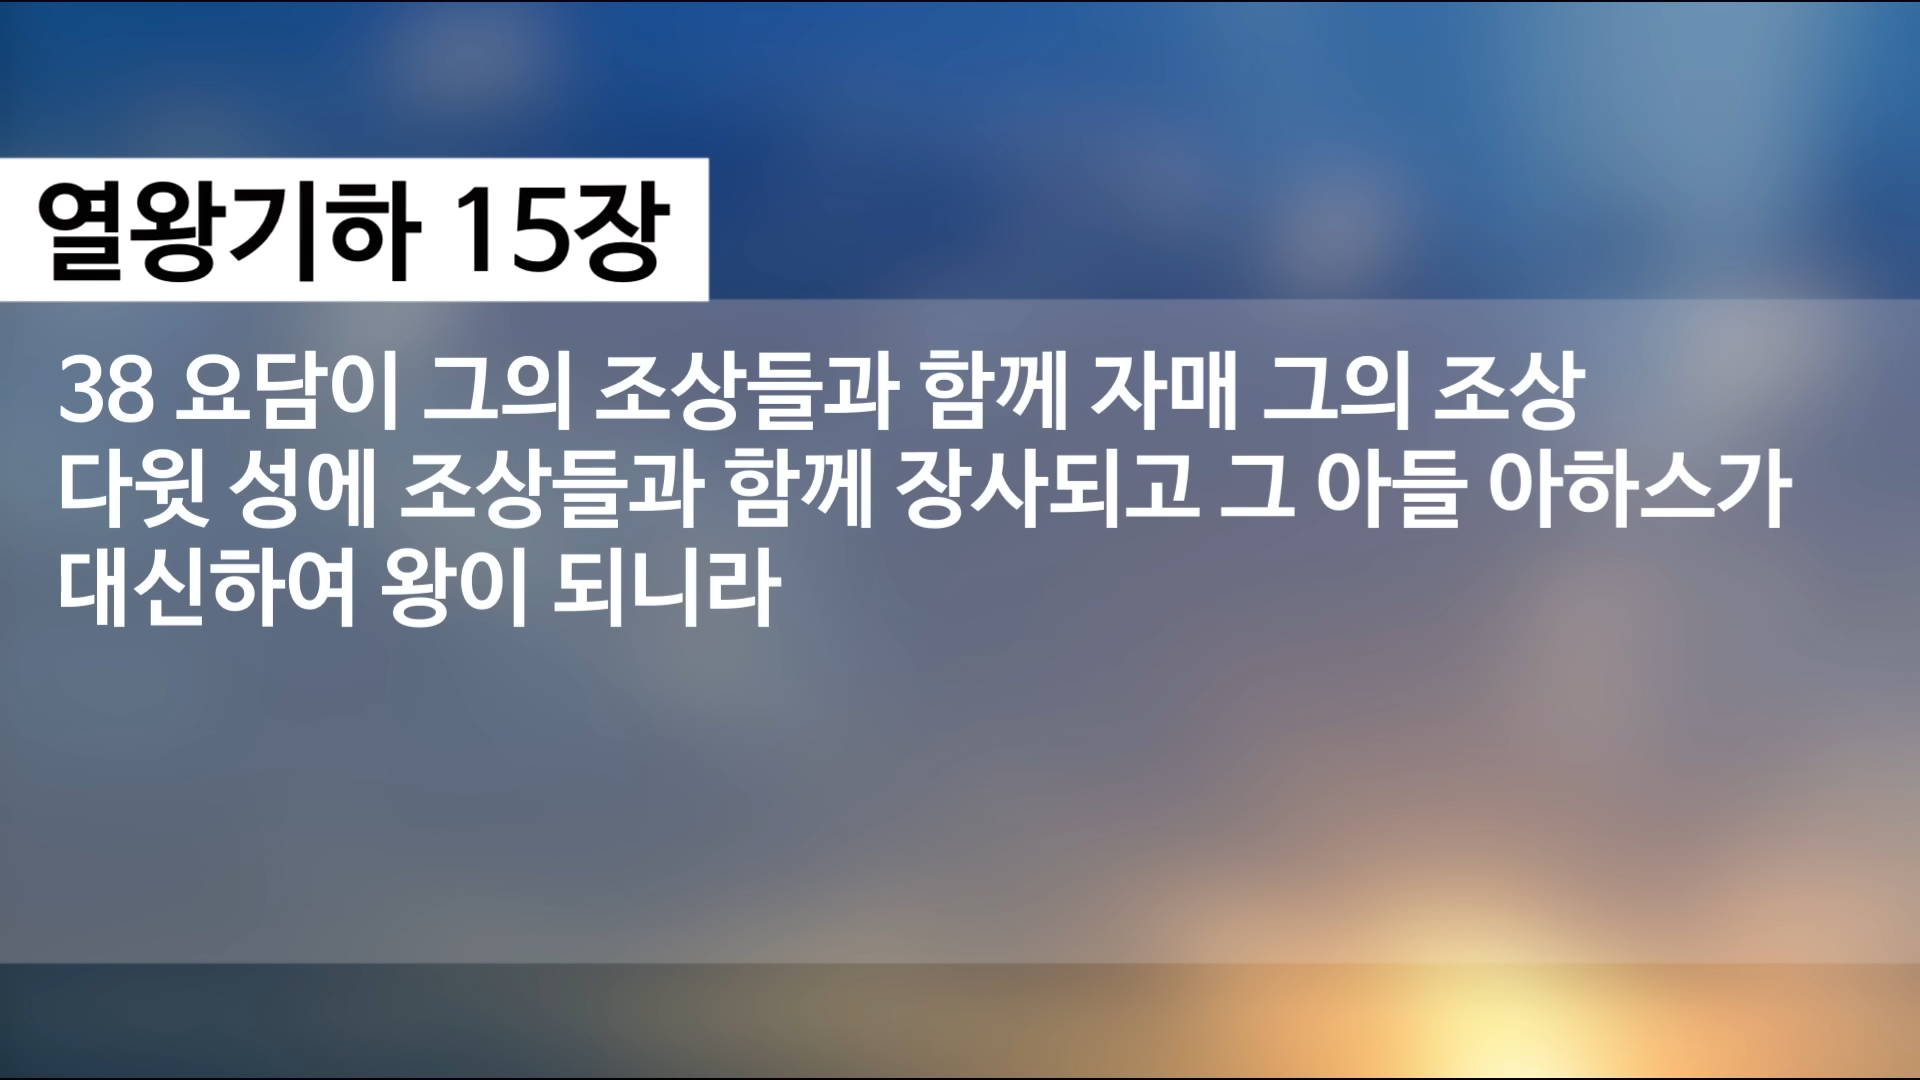 열왕기하 15장
38 요담이 그의 조상들과 함께 자매 그의 조상
다윗 성에 조상들과 함께 장사되고 그 아들 아하스가
대신하여 왕이 되니라